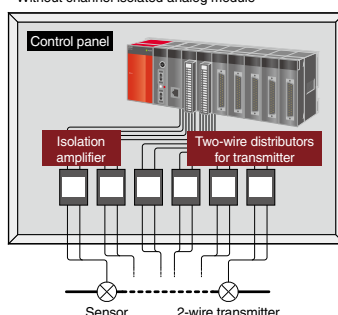 Without channel isolated analog module
Control panel
Isolation
amplifier
Two-wire distributors
for transmitter
Sensor
2-wire transmitter